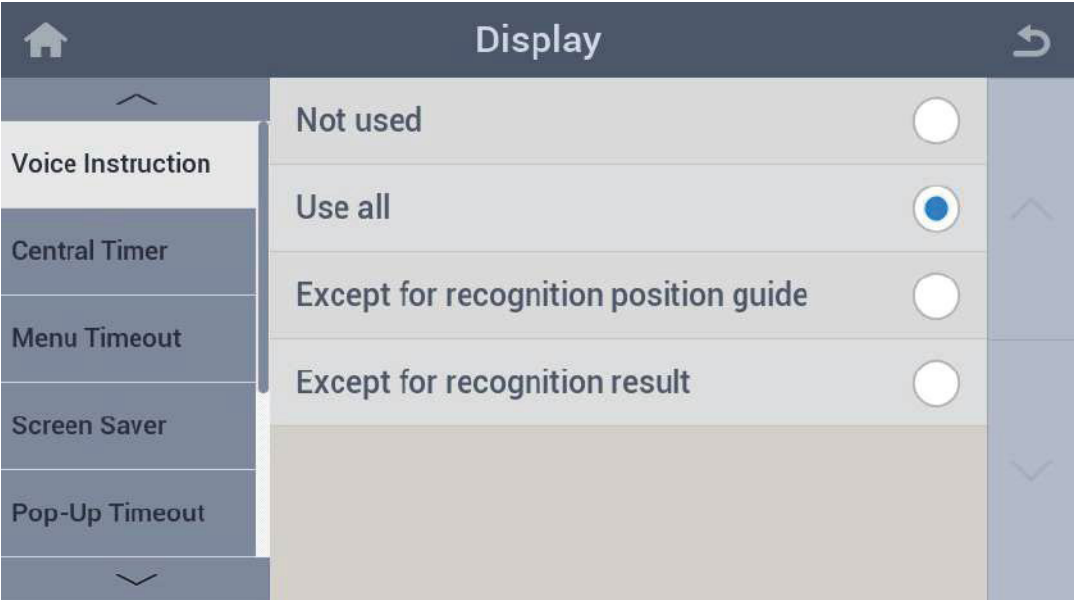 Display
Voice Instruction
Central Timer
Menu Timeout
Screen Saver
Pop-Up Timeout
Not used
Use all
Except for recognition position guide
Except for recognition result